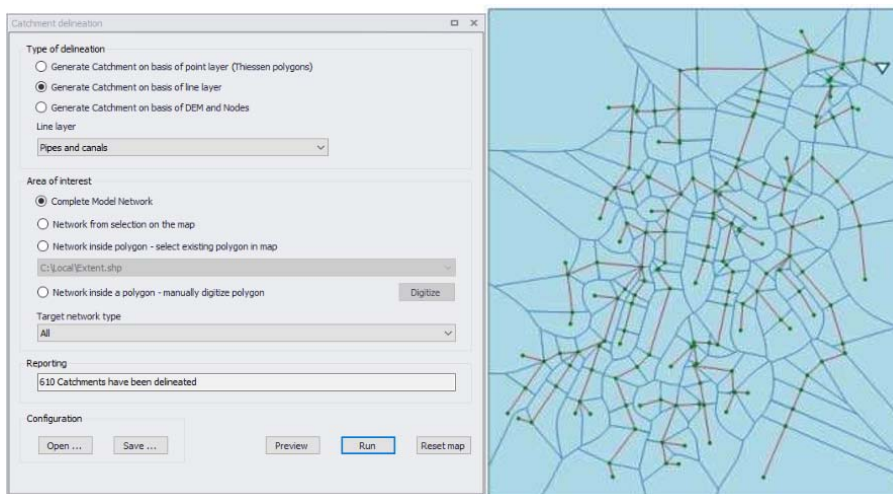 Catchment delineation
Type of delineation
Generate Catchment on basis of point layer (Thiessen polygons)
Generate Catchment on basis of line layer
Generate Catchment on basis of DEM and Nodes
Line layer
Pipes and canals
Area of interest
Complete Model Network
Network from selection on the map
Network inside polygon - select existing polygon in map
C:\Local\Extent.shp
Network inside a polygon - manually digitize polygon
Digitize
Target network type
All
Reporting
610 Catchments have been delineated
Configuration
Open ...
Save ...
Preview
Run
Reset map